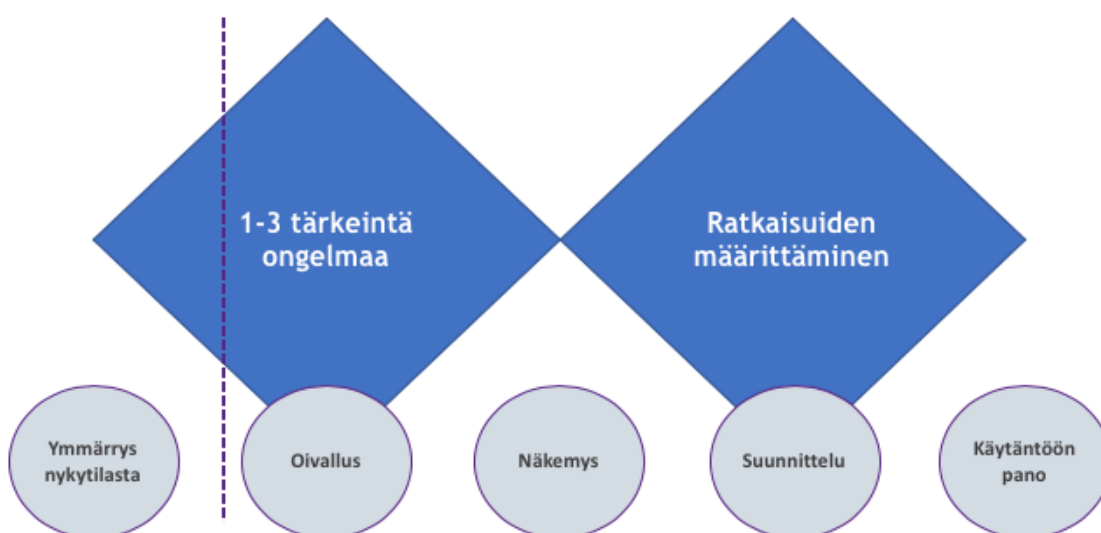 1-3 tärkeintä
ongelmaa
Ratkaisuiden
määrittäminen
Ymmärrys
nykytilasta
Oivallus
Näkemys
Suunnittelu
Käytäntöön
pano